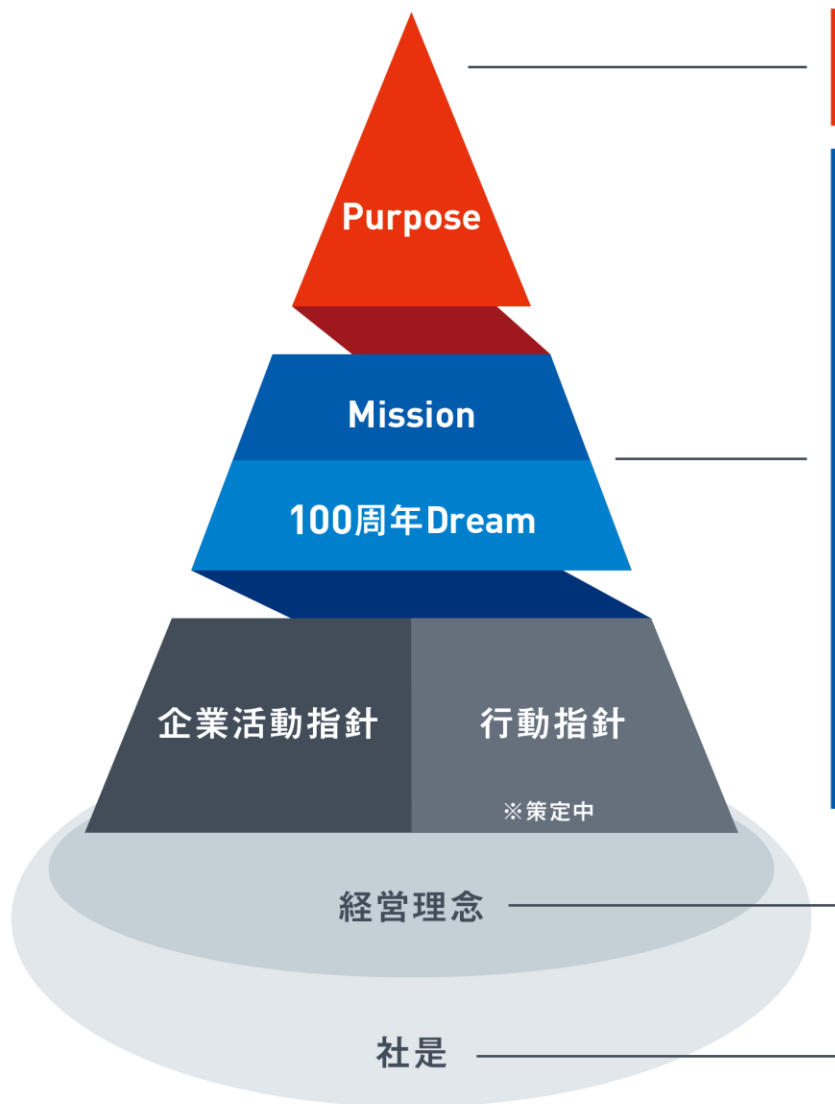 Purpose
Mission
100周年Dream
企業活動指針
行動指針
※策定中
経営理念
社是